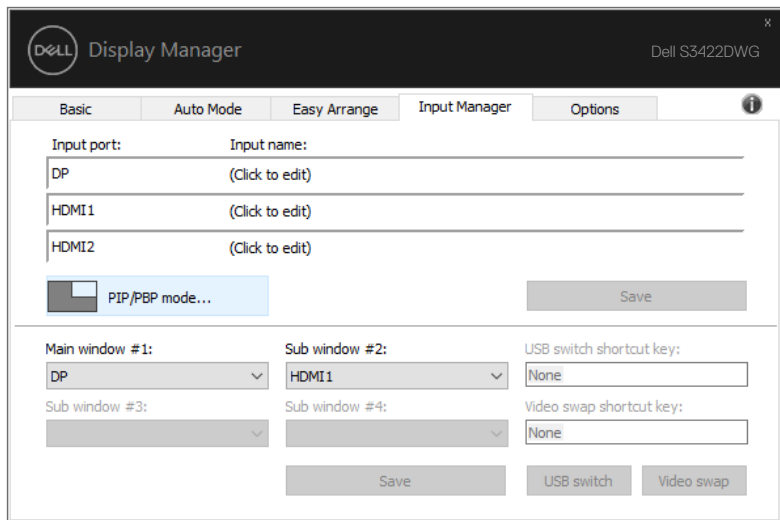 x
DELL Display Manager
Dell S3422DWG
Basic Auto Mode Easy Arrange Input Manager Options i
Input port: Input name:
DP (Click to edit)
HDMI1 (Click to edit)
HDMI2 (Click to edit)
PIP/PBP mode... Save
Main window #1: Sub window #2: USB switch shortcut key:
DP HDMI1 None
Sub window #3: Sub window #4: Video swap shortcut key:
None
Save USB switch Video swap